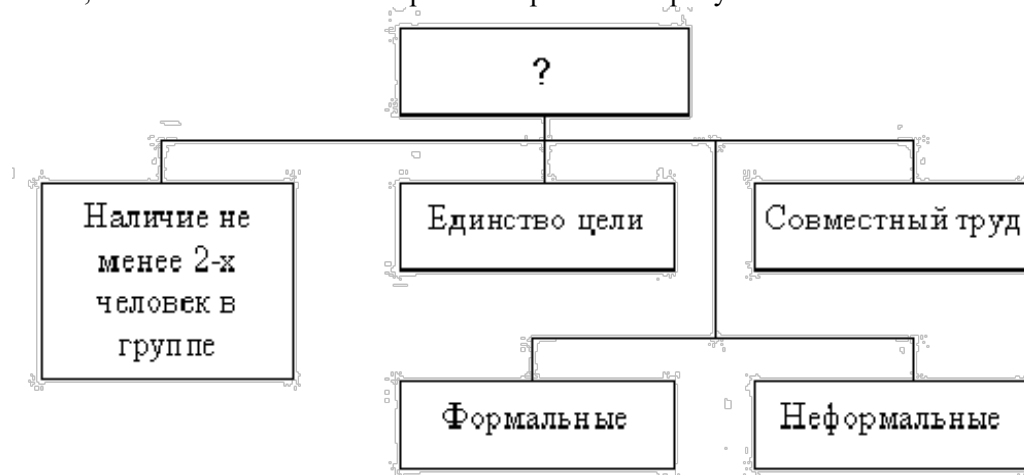 ?
Наличие не
менее 2-х
человек в
группе
Единство цели
Совместный труд
Формальные
Неформальные